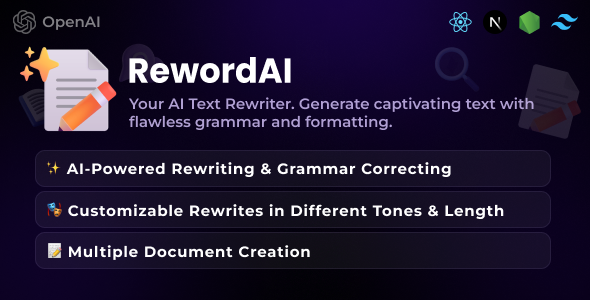 OpenAI
N
RewordAI
Your AI Text Rewriter. Generate captivating text with
flawless grammar and formatting.
AI-Powered Rewriting & Grammar Correcting
Customizable Rewrites in Different Tones & Length
Multiple Document Creation